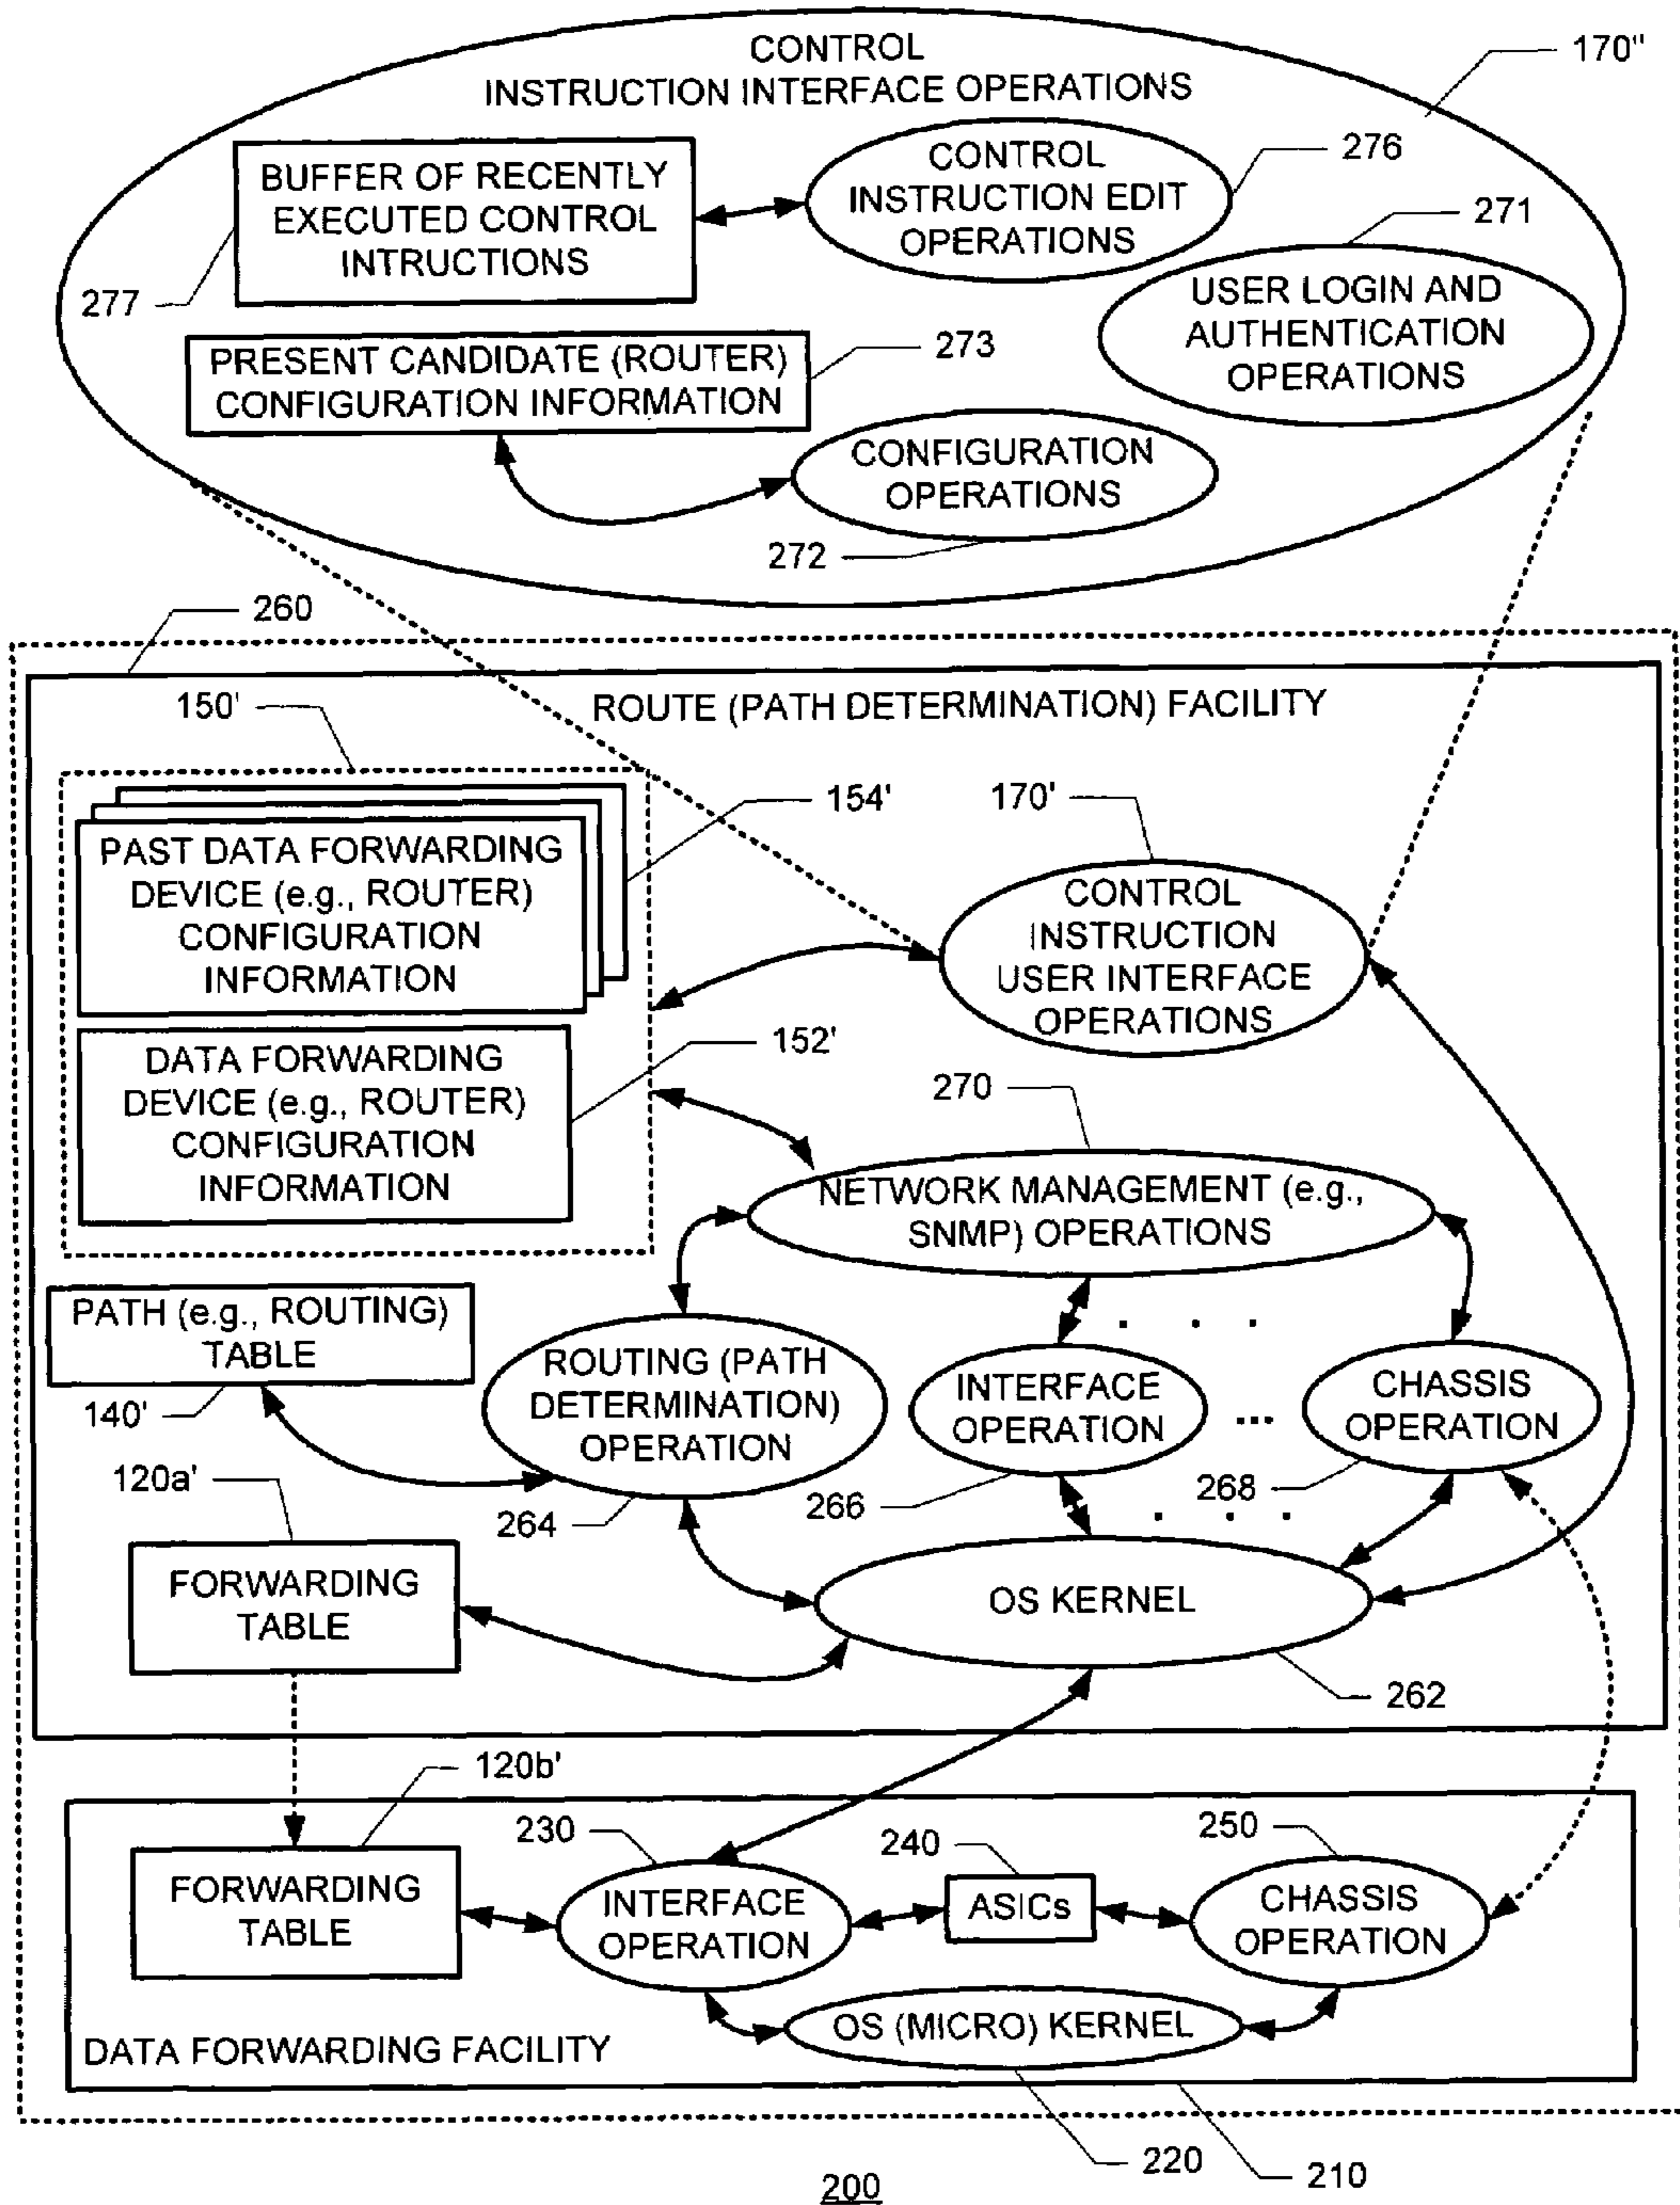 CONTROL
INSTRUCTION INTERFACE OPERATIONS
170"
BUFFER OF RECENTLY
EXECUTED CONTROL
INTRUCTIONS
277
CONTROL
INSTRUCTION EDIT
OPERATIONS
276
271
USER LOGIN AND
AUTHENTICATION
OPERATIONS
PRESENT CANDIDATE (ROUTER)
CONFIGURATION INFORMATION
273
CONFIGURATION
OPERATIONS
272
260
ROUTE (PATH DETERMINATION) FACILITY
150'
154'
PAST DATA FORWARDING
DEVICE (e.g., ROUTER)
CONFIGURATION
INFORMATION
170'
CONTROL
INSTRUCTION
USER INTERFACE
OPERATIONS
DATA FORWARDING
DEVICE (e.g., ROUTER)
CONFIGURATION
INFORMATION
152'
270
NETWORK MANAGEMENT (e.g.,
SNMP) OPERATIONS
PATH (e.g., ROUTING)
TABLE
140'
ROUTING (PATH
DETERMINATION)
OPERATION
264
. . .
INTERFACE
OPERATION
266
...
CHASSIS
OPERATION
268
. . .
120a'
FORWARDING
TABLE
OS KERNEL
262
120b'
FORWARDING
TABLE
230
INTERFACE
OPERATION
240
ASICs
250
CHASSIS
OPERATION
OS (MICRO) KERNEL
DATA FORWARDING FACILITY
220
210
200